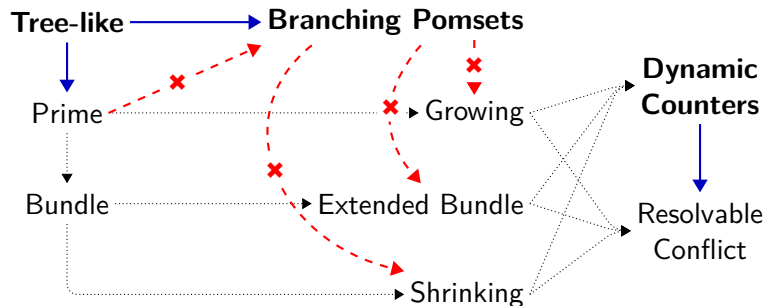 Tree-like
Branching Pomsets
Dynamic
Counters
Prime
Growing
Bundle
Extended Bundle
Resolvable
Conflict
Shrinking